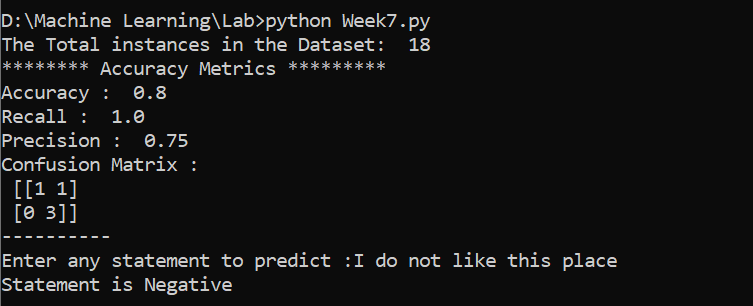 D:\Machine Learning\Lab>python Week7.py
The Total instances in the Dataset:  18
******** Accuracy Metrics *********
Accuracy :  0.8
Recall :  1.0
Precision :  0.75
Confusion Matrix :
 [[1 1]
 [0 3]]
----------
Enter any statement to predict :I do not like this place
Statement is Negative